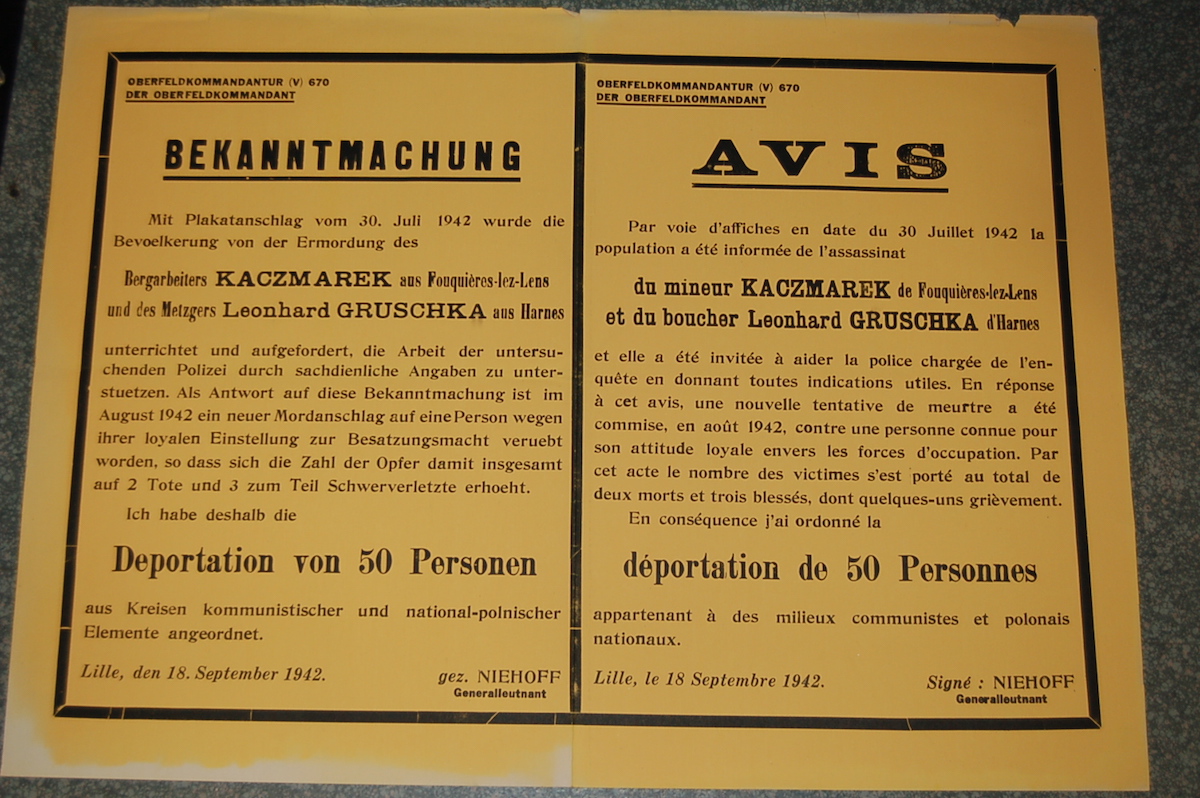 OBERFELDKOMMANDANTUR (V) 670
DER OBERFELDKOMMANDANT
BEKANNTMACHUNG
Mit Plakatanschlag vom 30. Juli 1942 wurde die
Bevoelkerung von der Ermordung des
Bergarbeiters KACZMAREK aus Fouquières-lez-Lens
und des Metzgers Leonhard GRUSCHKA aus Harnes
unterrichtet und aufgefordert, die Arbeit der untersu-
chenden Polizei durch sachdienliche Angaben zu unter-
stuetzen. Als Antwort auf diese Bekanntmachung ist im
August 1942 ein neuer Mordanschlag auf eine Person wegen
ihrer loyalen Einstellung zur Besatzungsmacht veruebt
worden, so dass sich die Zahl der Opfer damit insgesamt
auf 2 Tote und 3 zum Teil Schwerverletzte erhoeht.
Ich habe deshalb die
Deportation von 50 Personen
aus Kreisen kommunistischer und national-polnischer
Elemente angeordnet.
Lille, den 18. September 1942.
gez. NIEHOFF
Generalleutnant
OBERFELDKOMMANDANTUR (V) 670
DER OBERFELDKOMMANDANT
AVIS
Par voie d'affiches en date du 30 Juillet 1942 la
population a été informée de l'assassinat
du mineur KACZMAREK de Fouquières-lez-Lens
et du boucher Leonhard GRUSCHKA d'Harnes
et elle a été invitée à aider la police chargée de l'en-
quête en donnant toutes indications utiles. En réponse
à cet avis, une nouvelle tentative de meurtre a été
commise, en août 1942, contre une personne connue pour
son attitude loyale envers les forces d'occupation. Par
cet acte le nombre des victimes s'est porté au total de
deux morts et trois blessés, dont quelques-uns grièvement.
En conséquence j'ai ordonné la
déportation de 50 Personnes
appartenant à des milieux communistes et polonais
nationaux.
Lille, le 18 Septembre 1942.
Signé : NIEHOFF
Generalleutnant